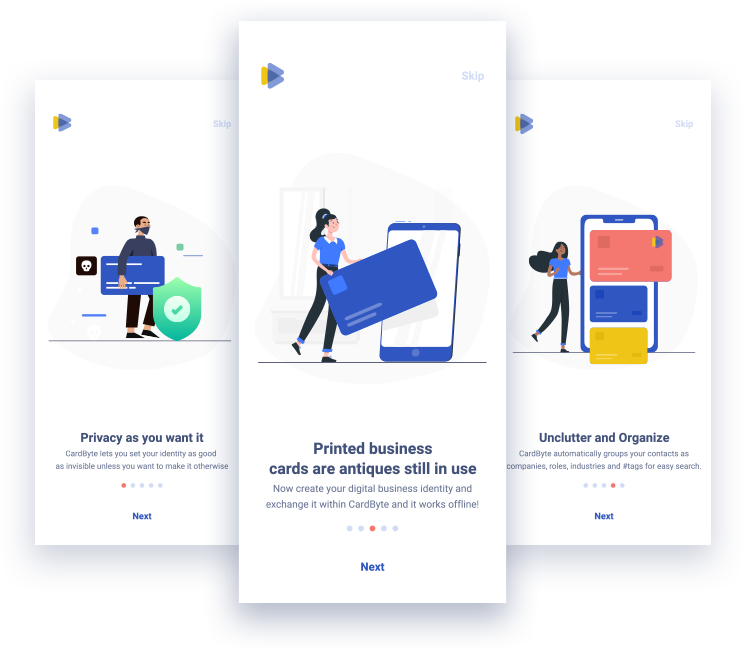 Skip
Privacy as you want it
CardByte lets you set your identity as good
as invisible unless you want to make it otherwise
Next
Skip
Printed business
cards are antiques still in use
Now create your digital business identity and
exchange it within CardByte and it works offline!
Next
Skip
Unclutter and Organize
CardByte automatically groups your contacts as
companies, roles, industries and #tags for easy search.
Next